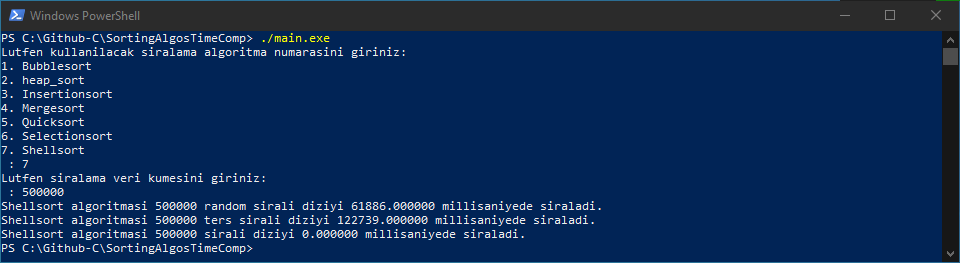 Windows PowerShell
PS C:\Github-C\SortingAlgosTimeComp> ./main.exe
Lutfen kullanilacak siralama algoritma numarasini giriniz:
1. Bubblesort
2. heap_sort
3. Insertionsort
4. Mergesort
5. Quicksort
6. Selectionsort
7. Shellsort
 : 7
Lutfen siralama veri kumesini giriniz:
 : 500000
Shellsort algoritmasi 500000 random sirali diziyi 61886.000000 millisaniyede siraladi.
Shellsort algoritmasi 500000 ters sirali diziyi 122739.000000 millisaniyede siraladi.
Shellsort algoritmasi 500000 sirali diziyi 0.000000 millisaniyede siraladi.
PS C:\Github-C\SortingAlgosTimeComp>